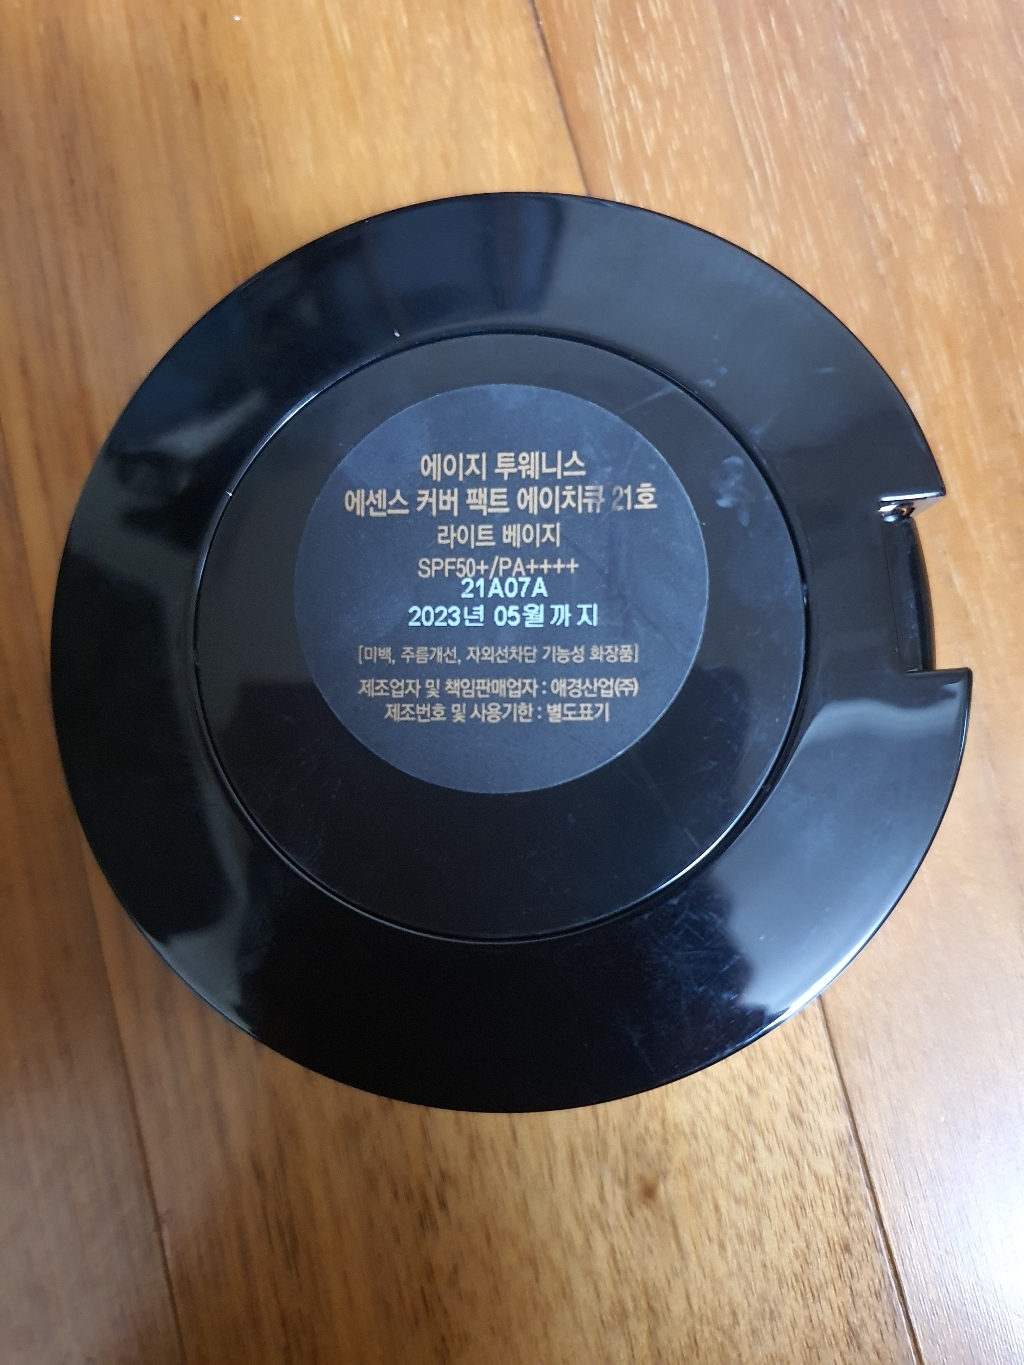 에이지 투웨니스
에센스 커버 팩트 에이치큐 21호
라이트 베이지
SPF50+/PA++++
21A07A
2023년 05월까지
[미백, 주름개선, 자외선차단 기능성 화장품]
제조업자 및 책임판매업자 : 애경산업(주)
제조번호 및 사용기한 : 별도표기